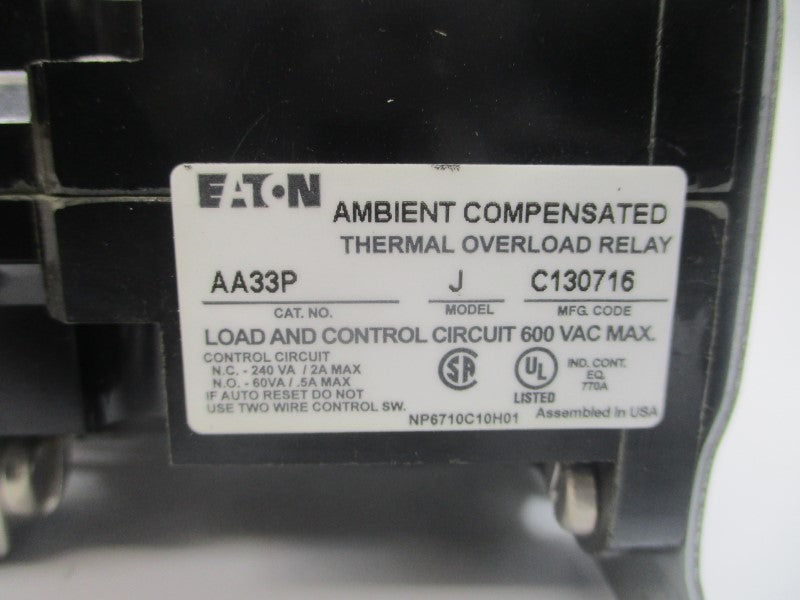 EATON
AMBIENT COMPENSATED
THERMAL OVERLOAD RELAY
AA33P J C130716
CAT. NO. MODEL MFG. CODE
LOAD AND CONTROL CIRCUIT 600 VAC MAX.
CONTROL CIRCUIT
N.C. - 240 VA / 2A MAX
N.O. - 60VA / .5A MAX
IF AUTO RESET DO NOT
USE TWO WIRE CONTROL SW.
SA
UL
LISTED
IND. CONT.
EQ.
770A
NP6710C10H01
Assembled in USA